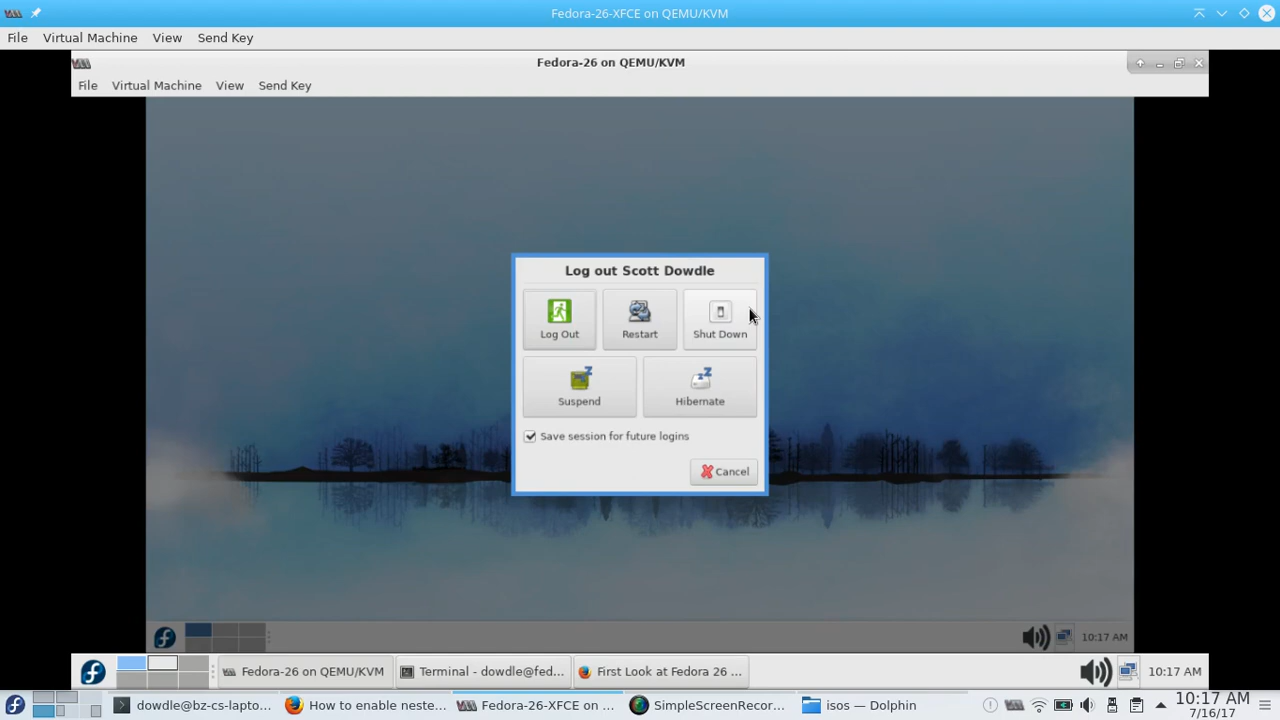 Fedora-26-XFCE on QEMU/KVM
File Virtual Machine View Send Key
Fedora-26 on QEMU/KVM
File Virtual Machine View Send Key
Log out Scott Dowdle
Log Out Restart Shut Down
Suspend Hibernate
Save session for future logins
Cancel
10:17 AM
Fedora-26 on QEMU/KVM Terminal - dowdle@fed... First Look at Fedora 26 ... 10:17 AM
dowdle@bz-cs-lapto... How to enable nste... Fedora-26-XFCE on ... SimpleScreenRecor... isos — Dolphin 10:17 AM
7/16/17